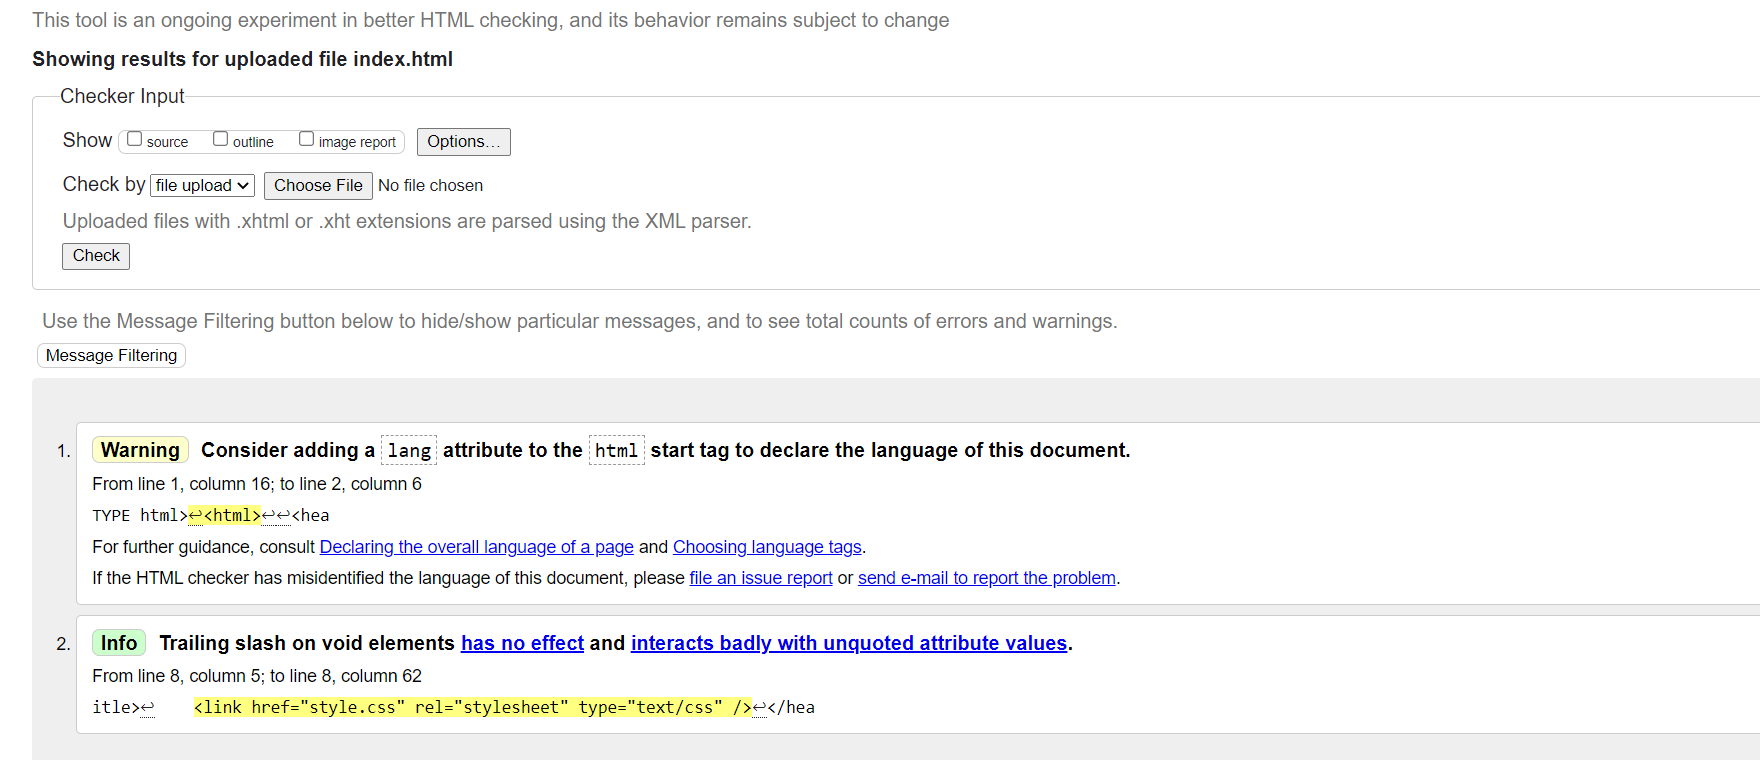 This tool is an ongoing experiment in better HTML checking, and its behavior remains subject to change
Showing results for uploaded file index.html
Checker Input
Show source outline image report Options...
Check by file upload Choose File No file chosen
Uploaded files with .xhtml or .xht extensions are parsed using the XML parser.
Check
Use the Message Filtering button below to hide/show particular messages, and to see total counts of errors and warnings.
Message Filtering
1. Warning Consider adding a lang attribute to the html start tag to declare the language of this document.
From line 1, column 16; to line 2, column 6
TYPE html>↩<html>↩↩<hea
For further guidance, consult Declaring the overall language of a page and Choosing language tags.
If the HTML checker has misidentified the language of this document, please file an issue report or send e-mail to report the problem.
2. Info Trailing slash on void elements has no effect and interacts badly with unquoted attribute values.
From line 8, column 5; to line 8, column 62
itle>↩    <link href="style.css" rel="stylesheet" type="text/css" />↩</hea